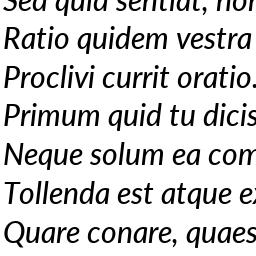 Sed quid sentiat, non
Ratio quidem vestra
Proclivi currit oratio.
Primum quid tu dicis
Neque solum ea com
Tollenda est atque ex
Quare conare, quaes